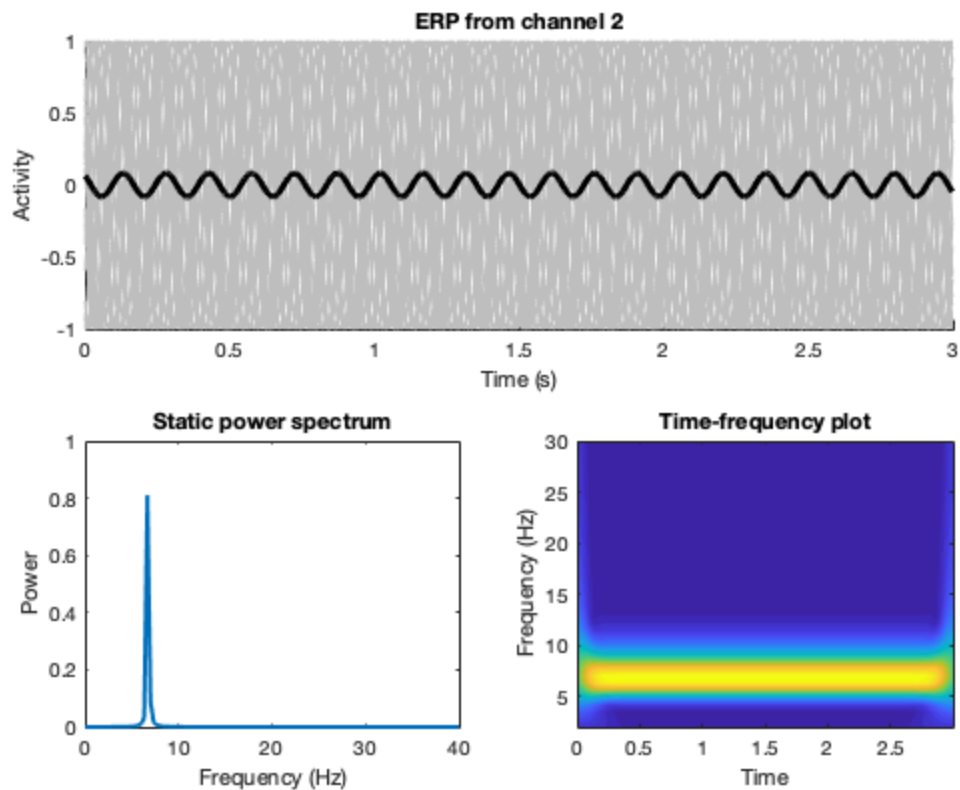 ERP from channel 2
1
0.5
0
-0.5
-1
Activity
0 0.5 1 1.5 2 2.5 3
Time (s)
Static power spectrum
1
0.8
0.6
0.4
0.2
0
Power
0 10 20 30 40
Frequency (Hz)
Time-frequency plot
30
25
20
15
10
5
Frequency (Hz)
0 0.5 1 1.5 2 2.5
Time